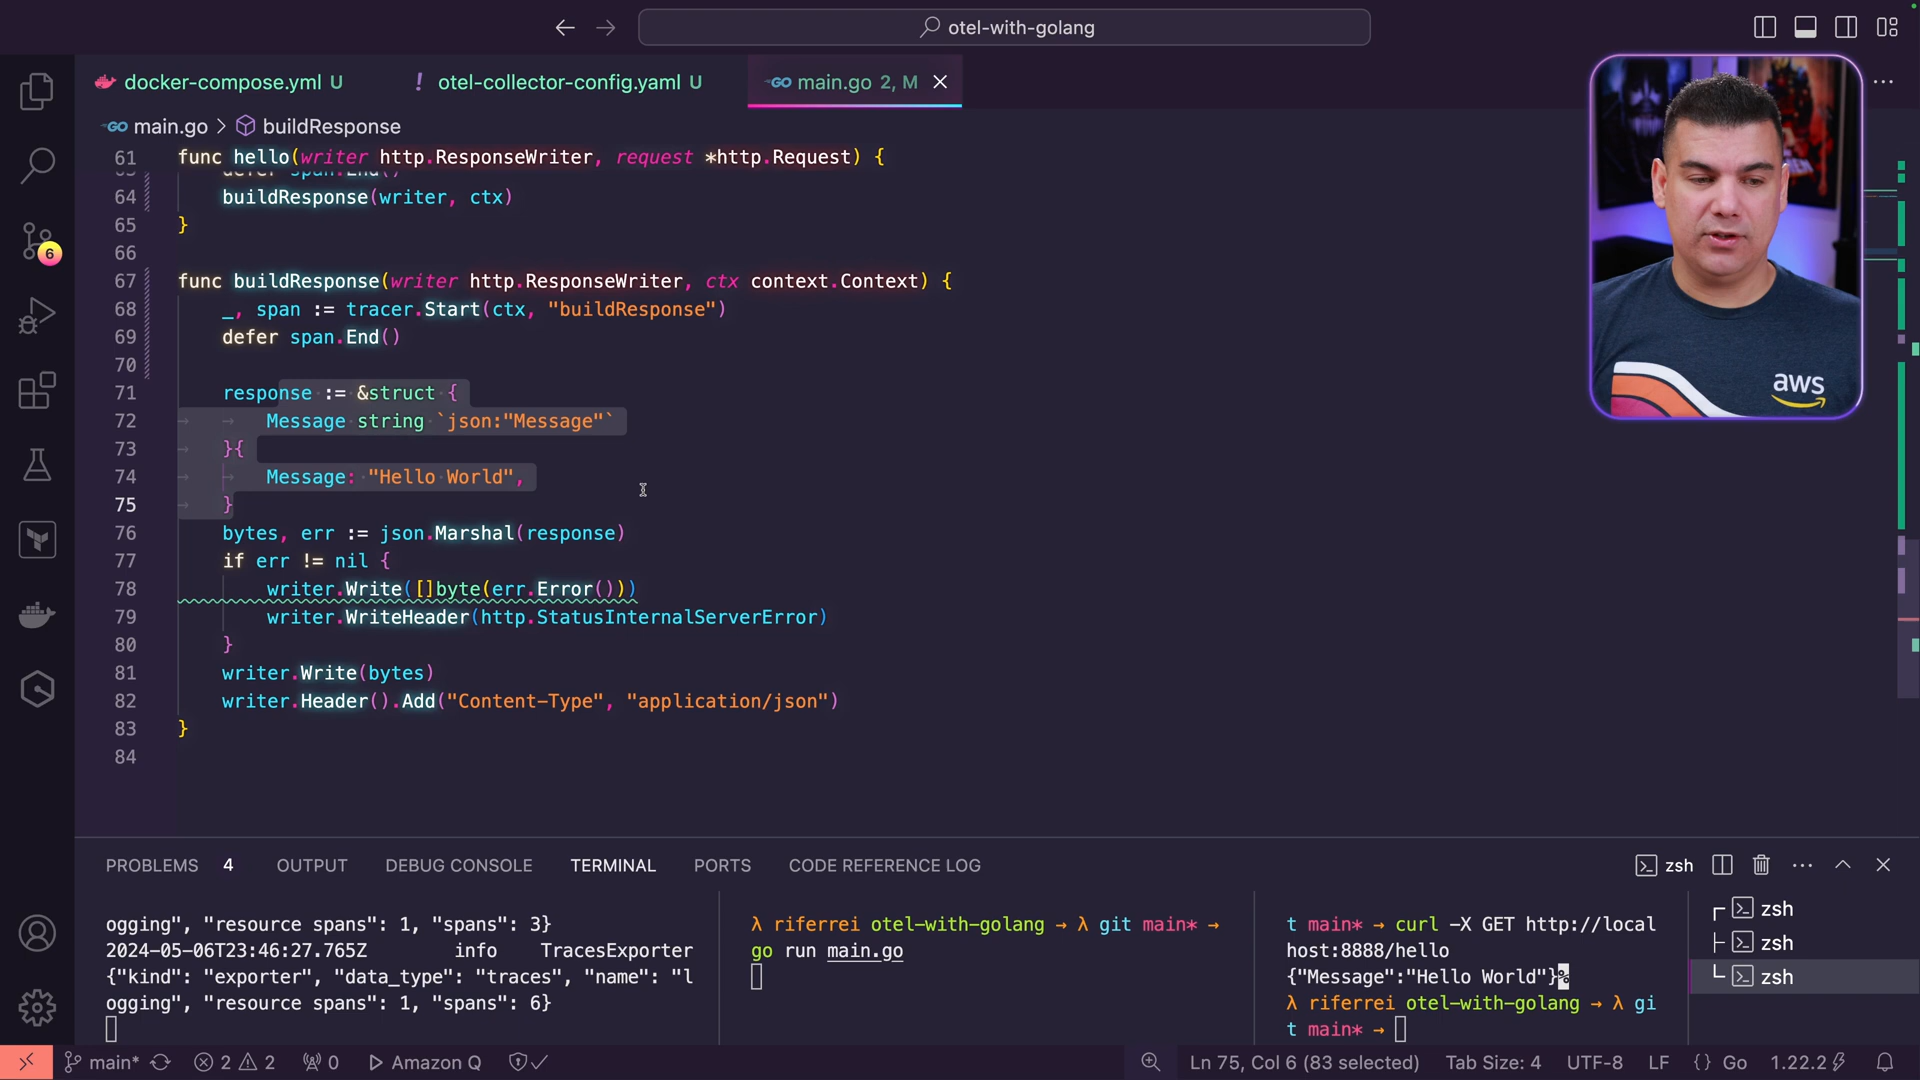 otel-with-golang
docker-compose.yml U
! otel-collector-config.yaml U
GO main.go 2, M
GO main.go > buildResponse
61 func hello(writer http.ResponseWriter, request *http.Request) {
defer span.End()
64 buildResponse(writer, ctx)
65 }
66
67 func buildResponse(writer http.ResponseWriter, ctx context.Context) {
68 _, span := tracer.Start(ctx, "buildResponse")
69 defer span.End()
70
71 response := &struct {
72 Message string `json:"Message"`
73 }{
74 Message: "Hello World",
75 }
76 bytes, err := json.Marshal(response)
77 if err != nil {
78 writer.Write([]byte(err.Error()))
79 writer.WriteHeader(http.StatusInternalServerError)
80 }
81 writer.Write(bytes)
82 writer.Header().Add("Content-Type", "application/json")
83 }
84
aws
6
PROBLEMS 4 OUTPUT DEBUG CONSOLE TERMINAL PORTS CODE REFERENCE LOG
zsh
ogging", "resource spans": 1, "spans": 3}
2024-05-06T23:46:27.765Z info TracesExporter
{"kind": "exporter", "data_type": "traces", "name": "l
ogging", "resource spans": 1, "spans": 6}
λ riferrei otel-with-golang → λ git main* →
go run main.go
t main* → curl -X GET http://local
host:8888/hello
{"Message":"Hello World"}%
λ riferrei otel-with-golang → λ gi
t main* →
zsh
zsh
zsh
main* 2 2 0 Amazon Q
Ln 75, Col 6 (83 selected) Tab Size: 4 UTF-8 LF {} Go 1.22.2